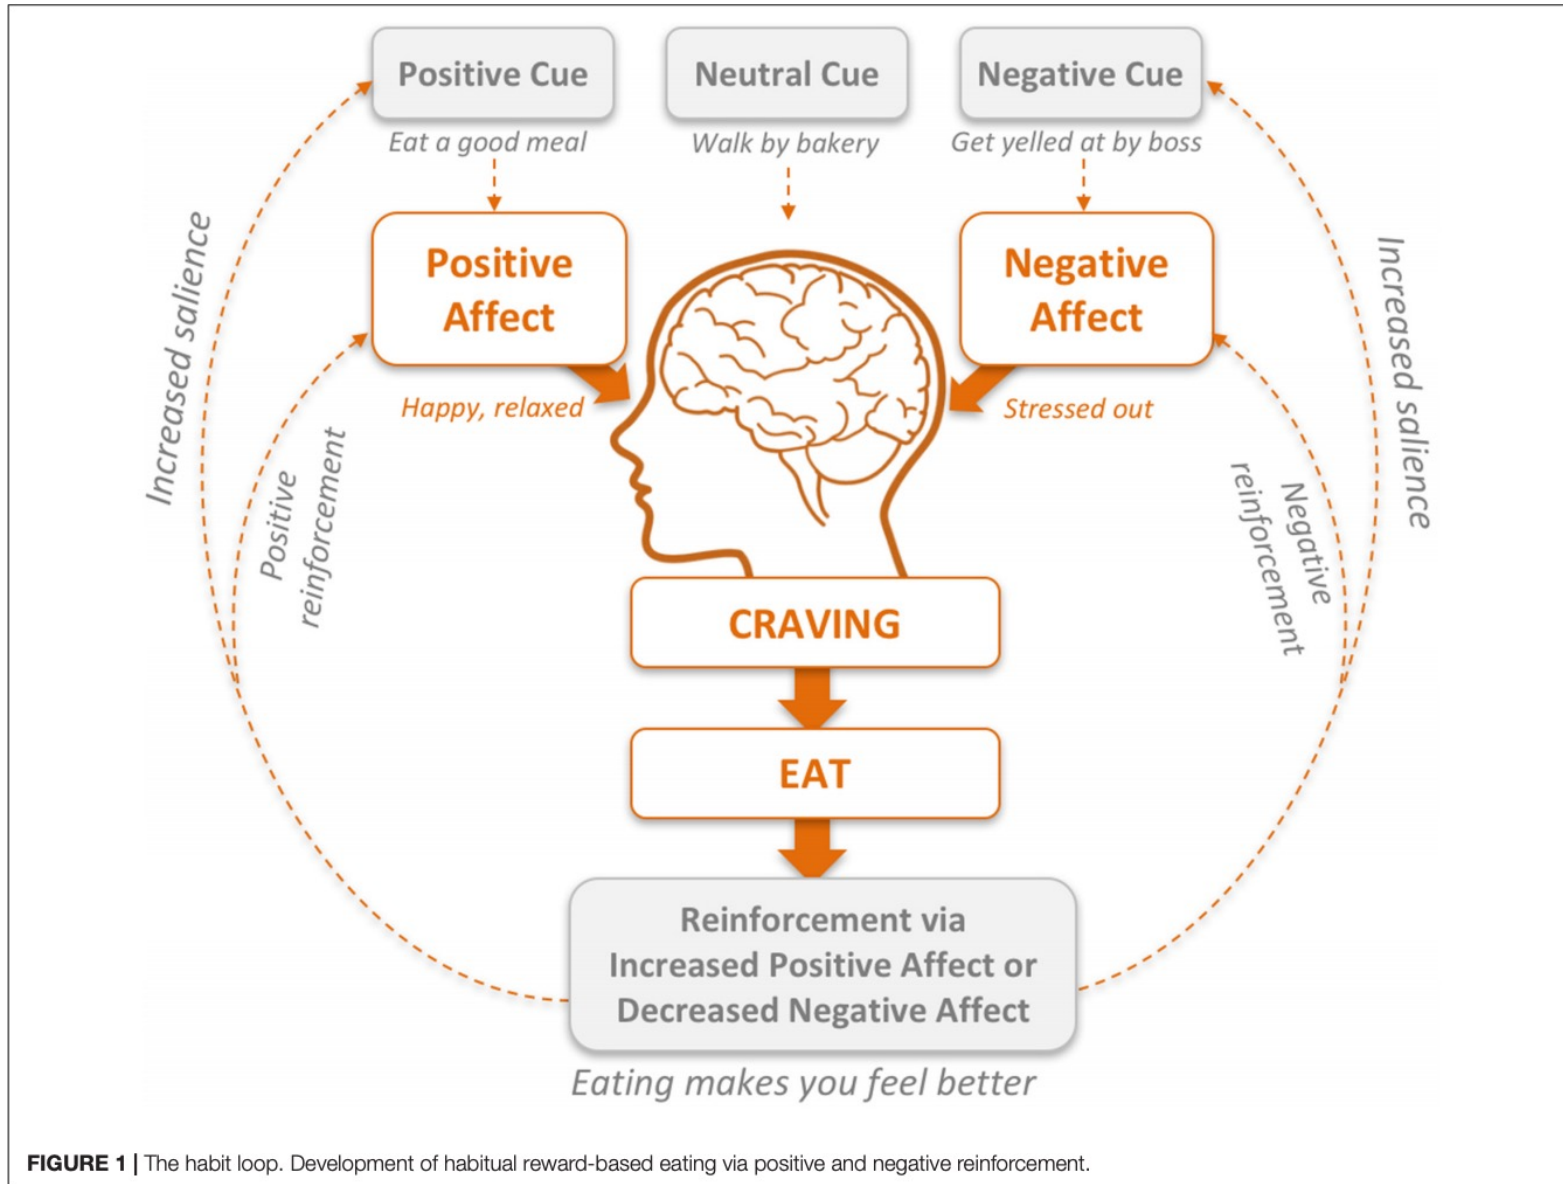 Positive Cue
Neutral Cue
Negative Cue
Eat a good meal
Walk by bakery
Get yelled at by boss
Positive
Affect
Negative
Affect
Happy, relaxed
Stressed out
Increased salience
Positive
reinforcement
Increased salience
Negative
reinforcement
CRAVING
EAT
Reinforcement via
Increased Positive Affect or
Decreased Negative Affect
Eating makes you feel better
FIGURE 1 | The habit loop. Development of habitual reward-based eating via positive and negative reinforcement.